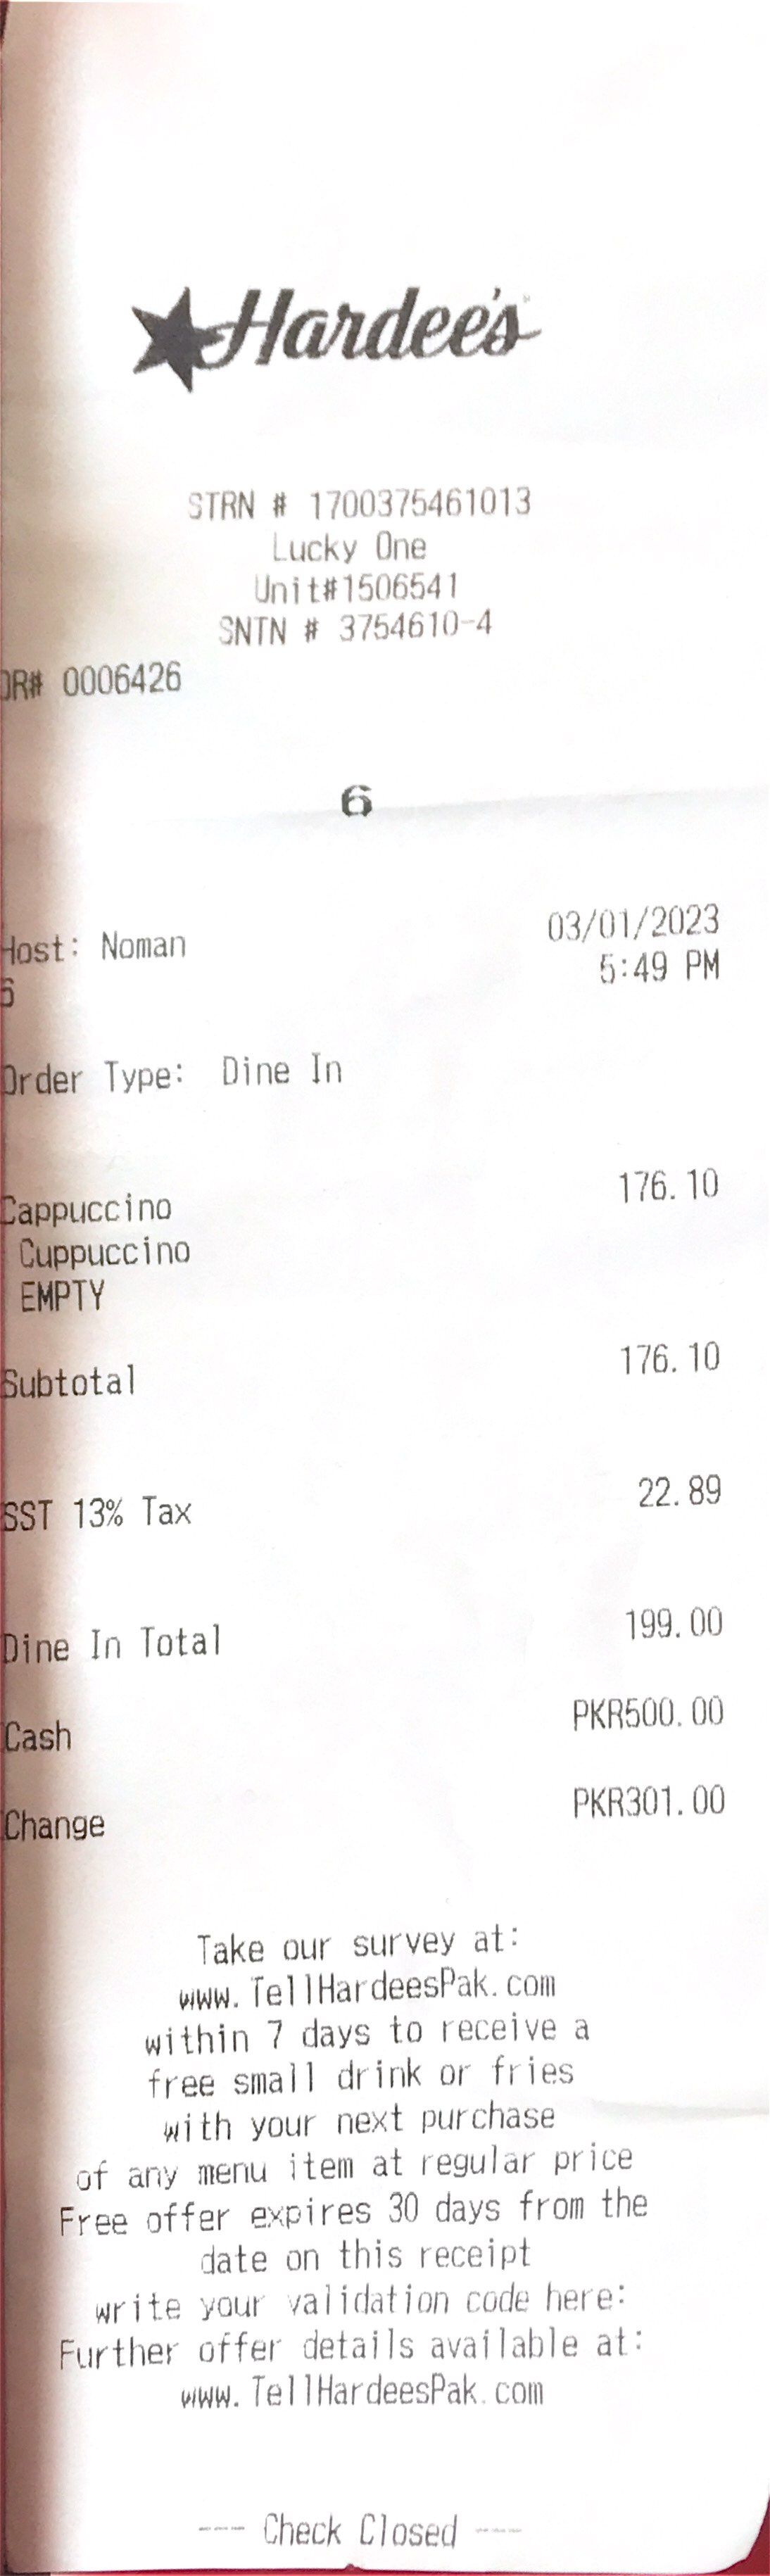 Hardee's
STRN # 1700375461013
Lucky One
Unit#1506541
SNTN # 3754610-4
OR# 0006426
6
Host: Noman 03/01/2023
6 5:49 PM
Order Type: Dine In
Cappuccino 176.10
Cuppuccino
EMPTY
Subtotal 176.10
SST 13% Tax 22.89
Dine In Total 199.00
Cash PKR500.00
Change PKR301.00
Take our survey at:
www.TellHardeesPak.com
within 7 days to receive a
free small drink or fries
with your next purchase
of any menu item at regular price
Free offer expires 30 days from the
date on this receipt
write your validation code here:
Further offer details available at:
www.TellHardeesPak.com
--- Check Closed ---